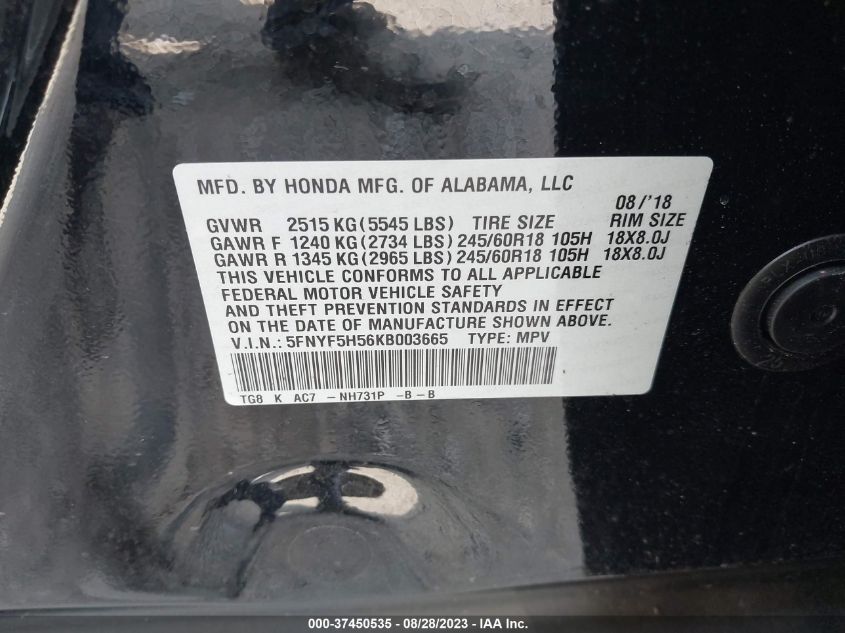 MFD. BY HONDA MFG. OF ALABAMA, LLC
08/'18
GVWR 2515 KG(5545 LBS) TIRE SIZE RIM SIZE
GAWR F 1240 KG(2734 LBS) 245/60R18 105H 18X8.0J
GAWR R 1345 KG(2965 LBS) 245/60R18 105H 18X8.0J
THIS VEHICLE CONFORMS TO ALL APPLICABLE
FEDERAL MOTOR VEHICLE SAFETY
AND THEFT PREVENTION STANDARDS IN EFFECT
ON THE DATE OF MANUFACTURE SHOWN ABOVE.
V.I.N.: 5FNYF5H56KB003665 TYPE: MPV
TG8 K AC7 -NH731P -B-B
000-37450535 - 08/28/2023 - IAA Inc.